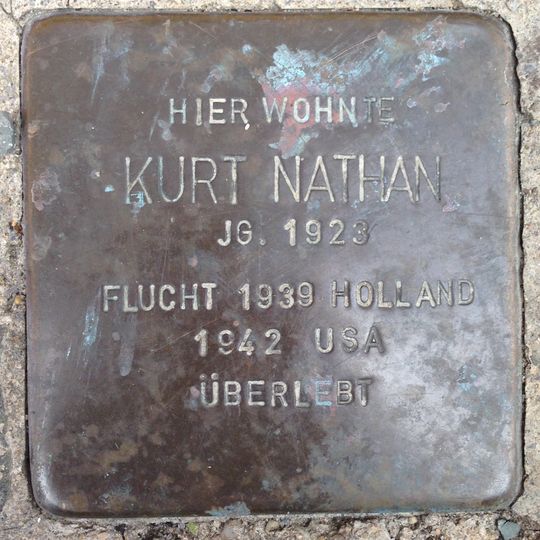 HIER WOHNTE
KURT NATHAN
JG. 1923
FLUCHT 1939 HOLLAND
1942 USA
ÜBERLEBT